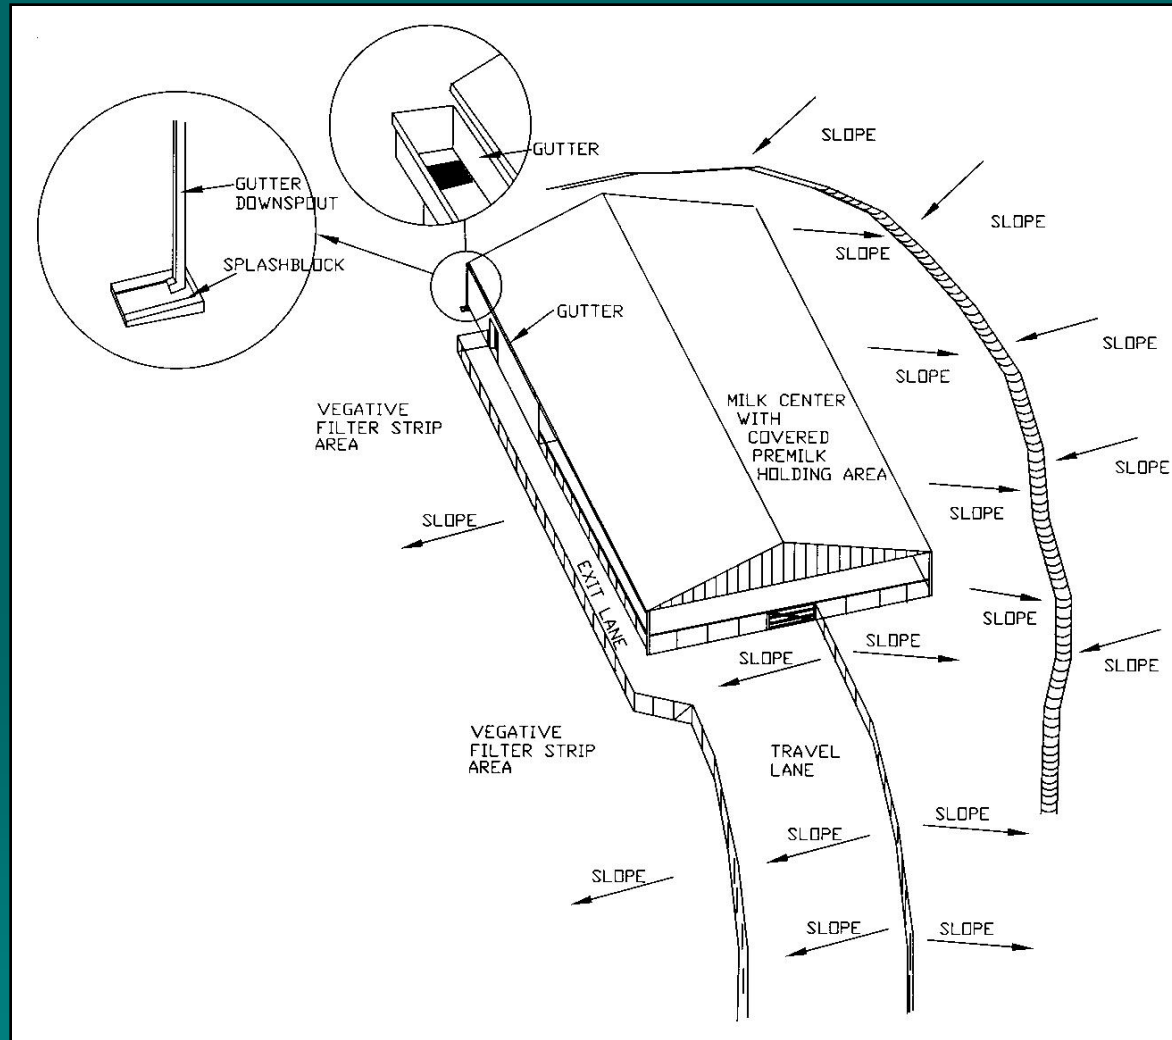 SLOPE
GUTTER
GUTTER
DOWNSPOUT
SLOPE
SLOPE
SPLASHBLOCK
GUTTER
SLOPE
SLOPE
VEGATIVE
FILTER STRIP
AREA
MILK CENTER
WITH
COVERED
PREMILK
HOLDING AREA
SLOPE
SLOPE
SLOPE
EXIT LANE
SLOPE
SLOPE
SLOPE
SLOPE
VEGATIVE
FILTER STRIP
AREA
TRAVEL
LANE
SLOPE
SLOPE
SLOPE
SLOPE
SLOPE